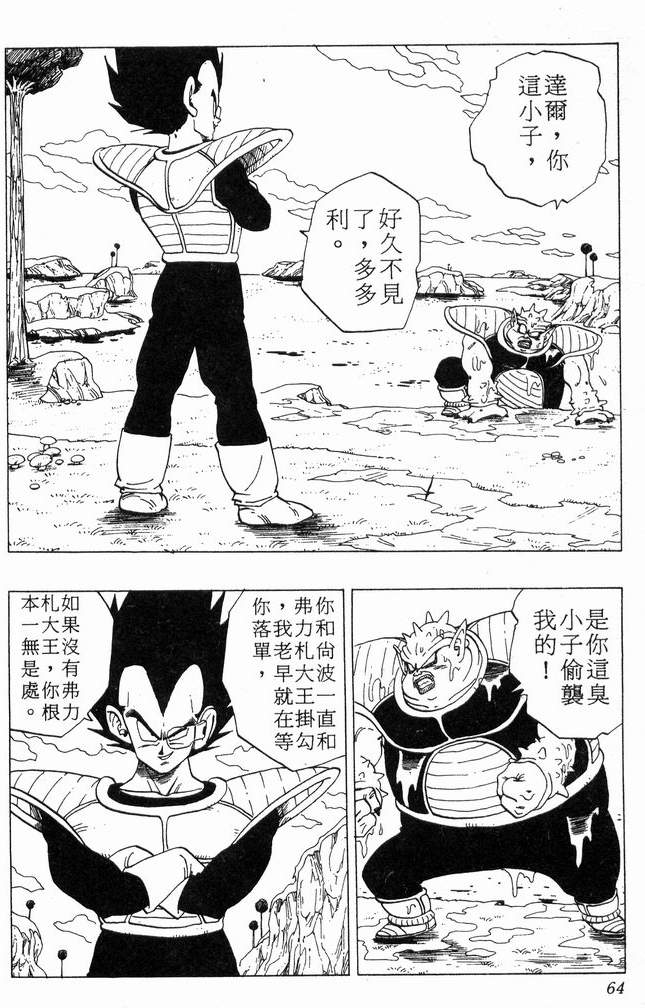 達爾，你
這小子，
好久不見
了，多多
利。
是你這臭
小子偷襲
我的！
你和尙波一直和
弗力札大王掛勾
，我老早就在等
你落單，
如果沒有弗力
札大王，你根
本一無是處。
64